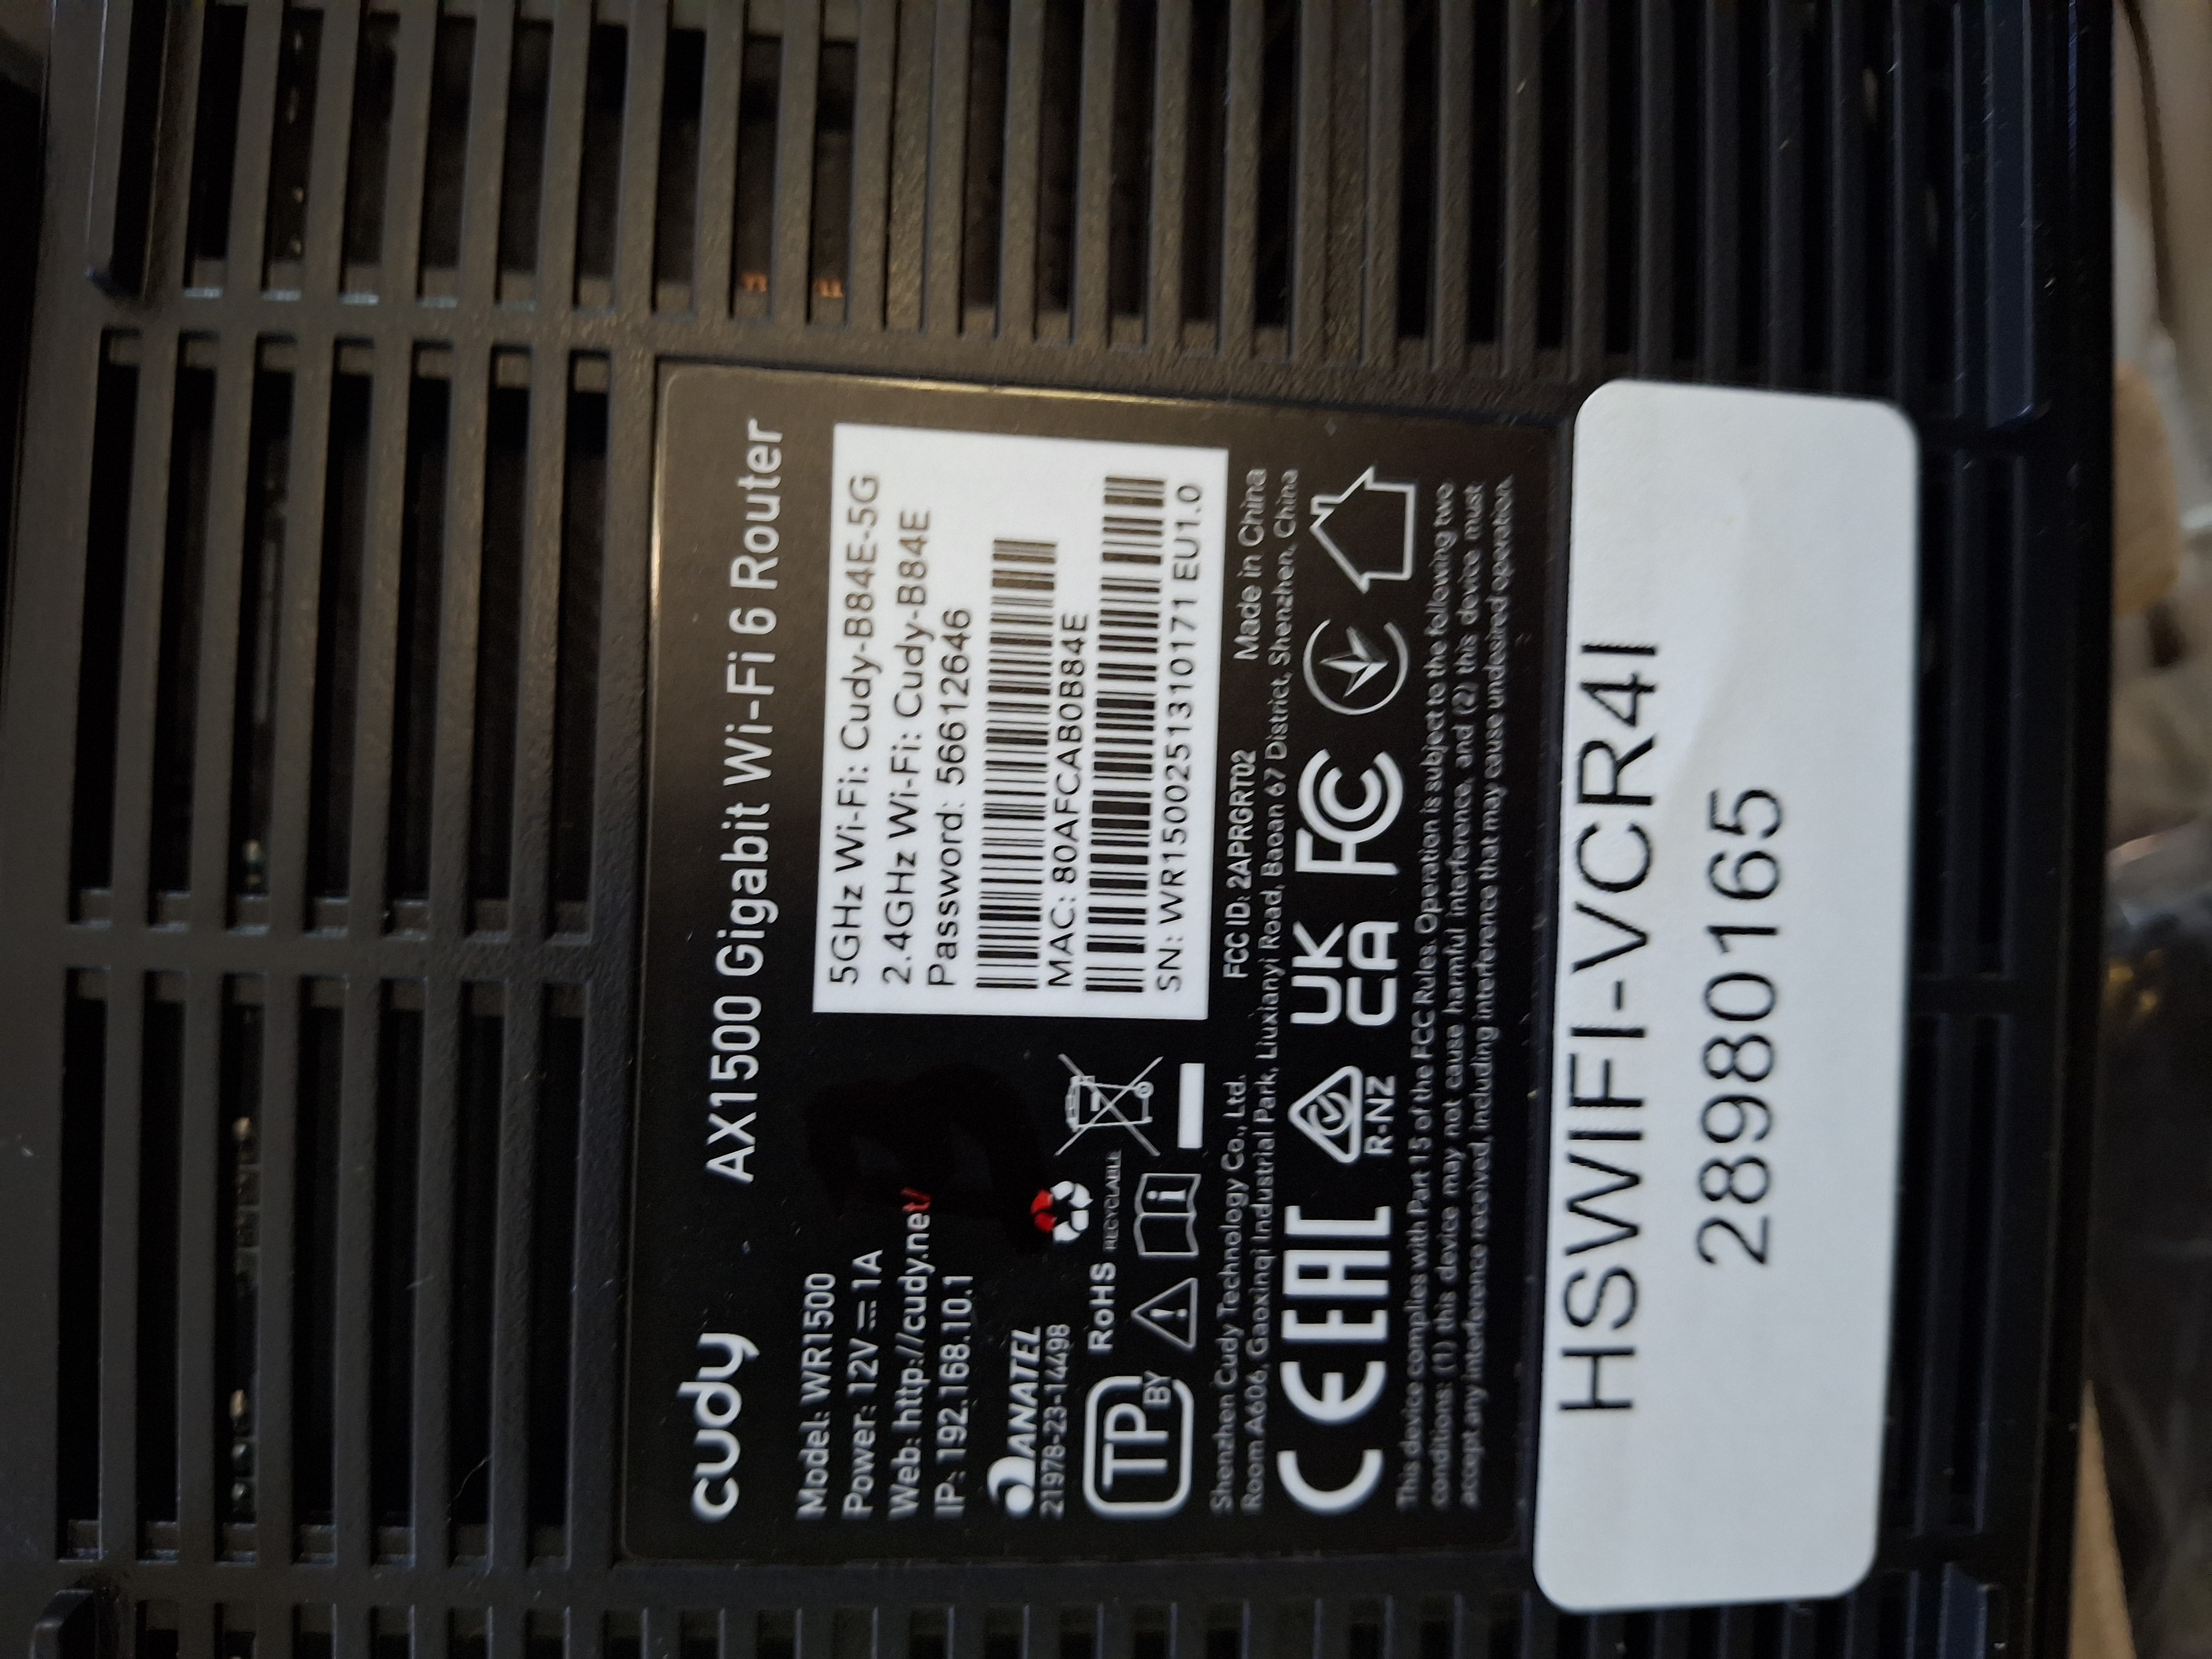 cudy
AX1500 Gigabit Wi-Fi 6 Router
Model: WR1500
Power: 12V ⎓ 1A
Web: http://cudy.net/
IP: 192.168.10.1
5GHz Wi-Fi: Cudy-B84E-5G
2.4GHz Wi-Fi: Cudy-B84E
Password: 56612646
MAC: 80AFCAB0B84E
SN: WR1500251310171 EU1.0
ANATEL
21978-23-14498
RoHS RECYCLABLE
TP BY
FCC ID: 2APRGRT02
Made in China
Shenzhen Cudy Technology Co., Ltd.
Room A606, Gaoxinqi Industrial Park, Liuxianyi Road, Baoan 67 District, Shenzhen, China
CE EAC R-NZ UK CA FC
This device complies with Part 15 of the FCC Rules. Operation is subject to the following two
conditions: (1) this device may not cause harmful interference, and (2) this device must
accept any interference received, including interference that may cause undesired operation.
HSWIFI-VCR4I
28980165